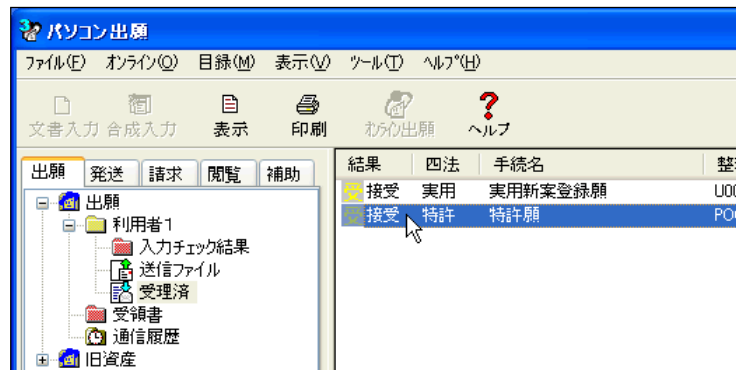 パソコン出願
ファイル(F) オンライン(O) 目録(M) 表示(V) ツール(T) ヘルプ(H)
文書入力 合成入力 表示 印刷 オンライン出願 ヘルプ
出願 発送 請求 閲覧 補助
結果 四法 手続名
受 接受 実用 実用新案登録願 U00
受 接受 特許 特許願
出願
利用者1
入力チェック結果
送信ファイル
受理済
受領書
通信履歴
旧資産